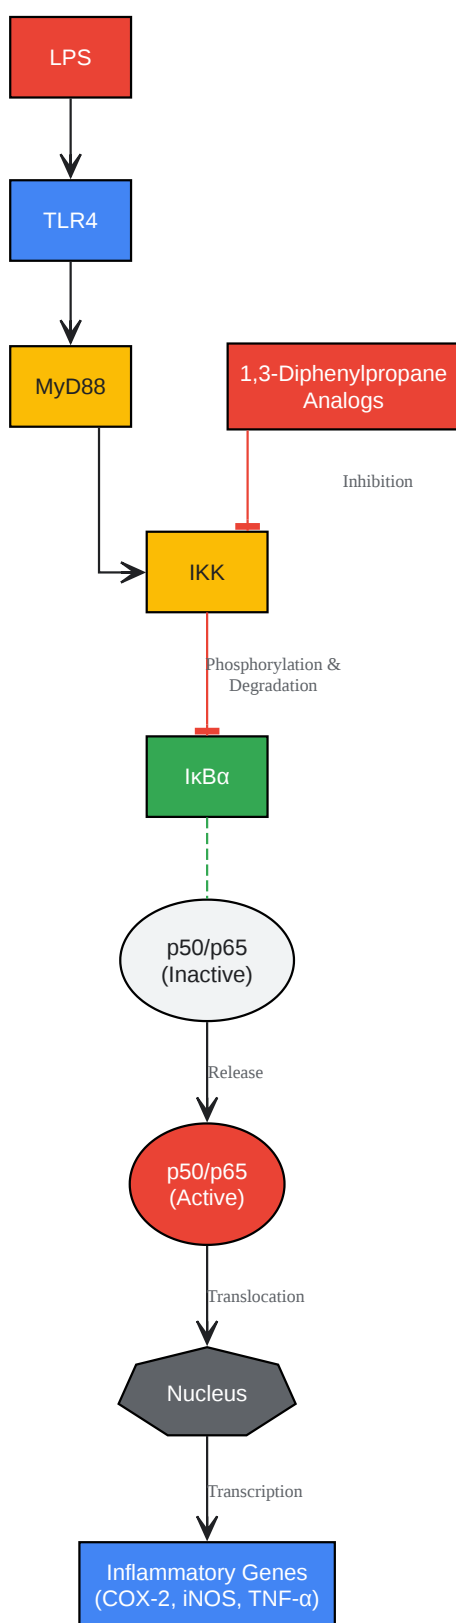 LPS
TLR4
MyD88
1,3-Diphenylpropane
Analogs
Inhibition
IKK
Phosphorylation &
Degradation
IκBα
p50/p65
(Inactive)
Release
p50/p65
(Active)
Translocation
Nucleus
Transcription
Inflammatory Genes
(COX-2, iNOS, TNF-α)